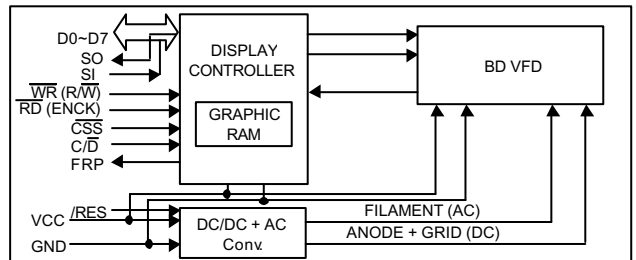 D0~D7
SO
SI
WR (R/W)
RD (ENCK)
CSS
C/D
FRP
DISPLAY
CONTROLLER
GRAPHIC
RAM
BD VFD
/RES
VCC
GND
DC/DC + AC
Conv.
FILAMENT (AC)
ANODE + GRID (DC)